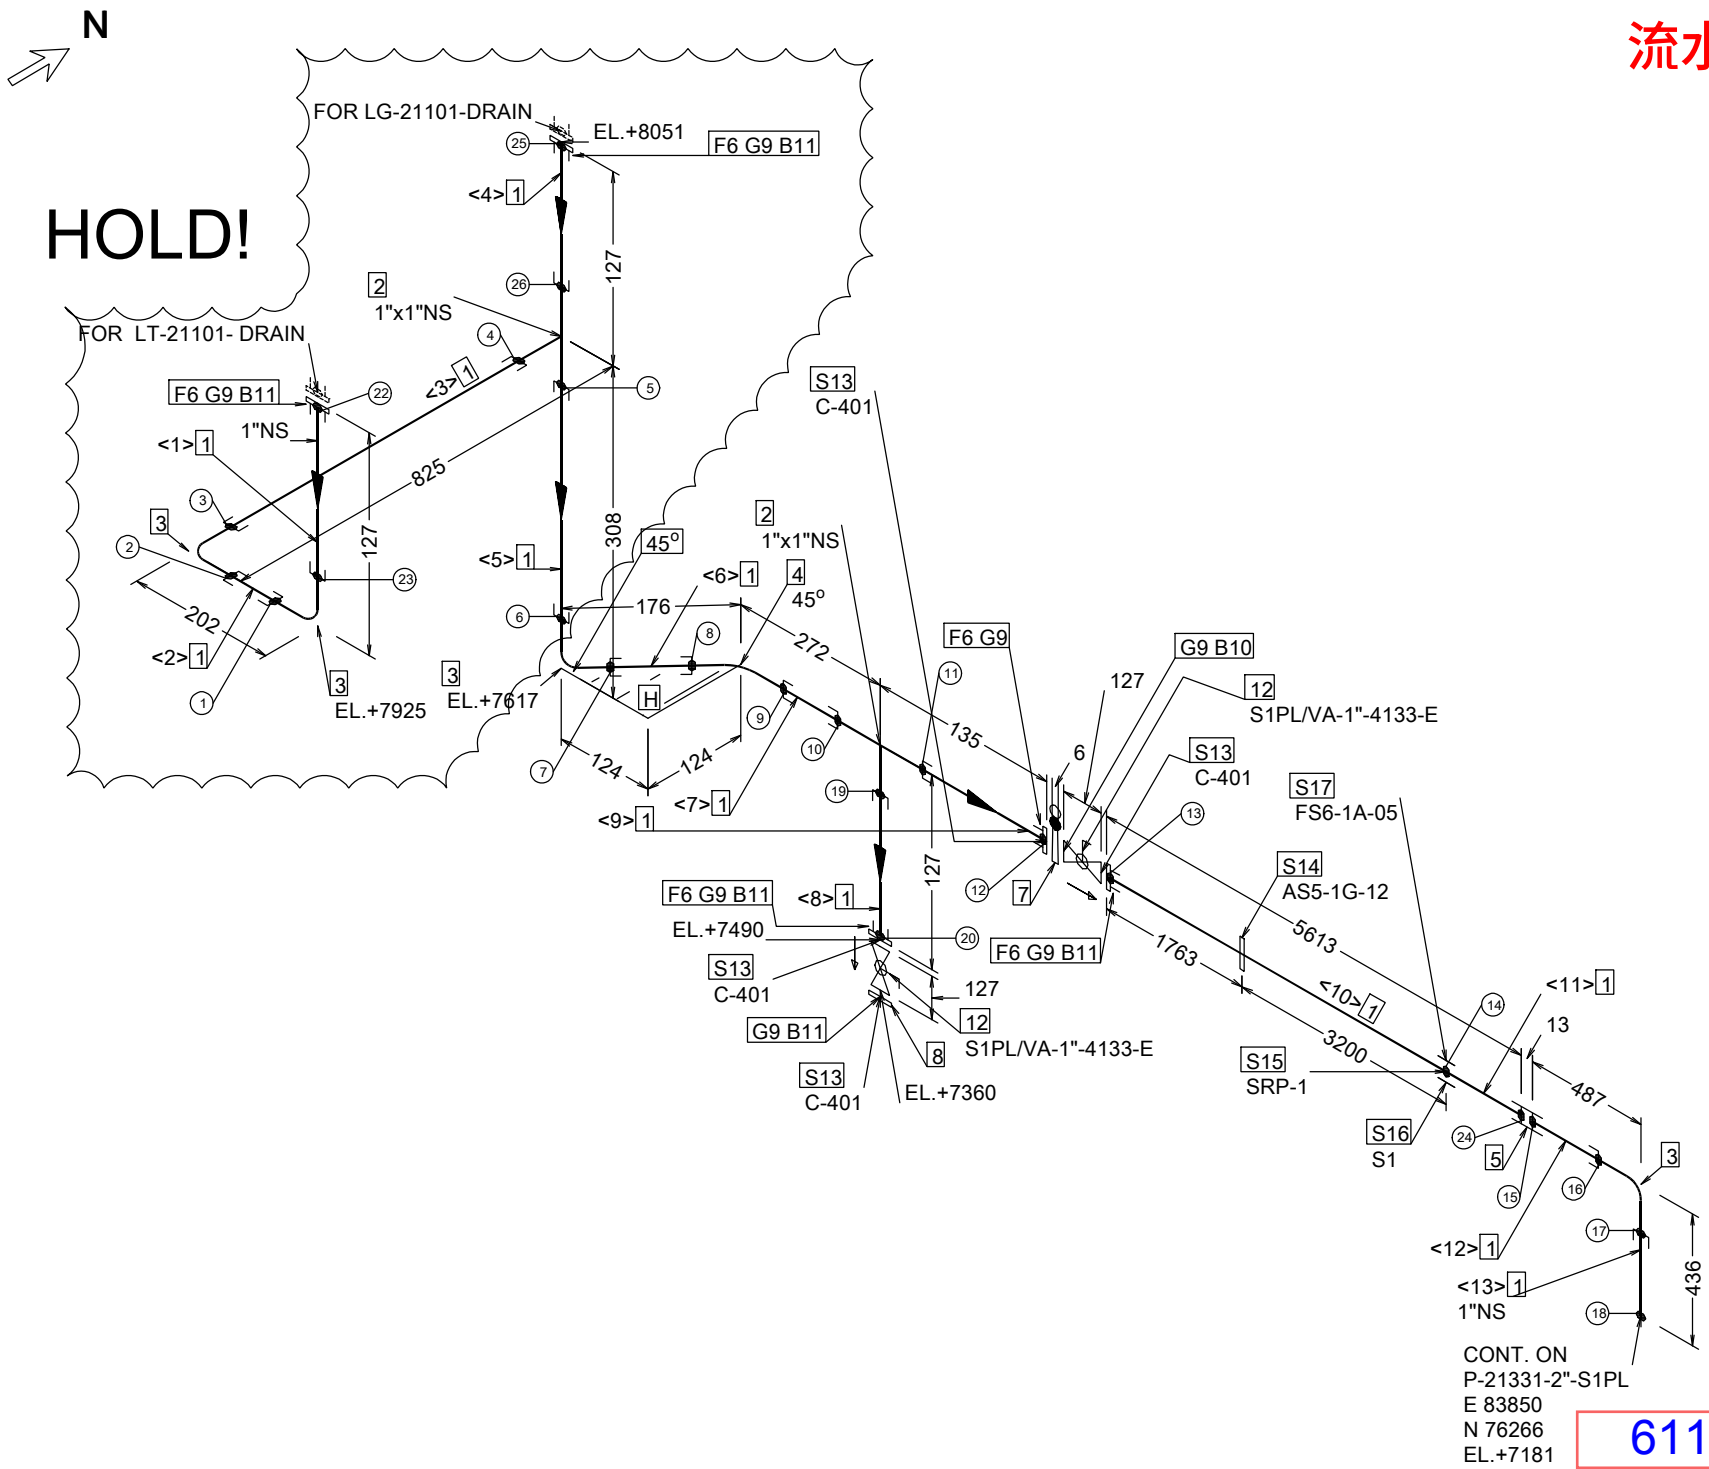 N
流水
FOR LG-21101-DRAIN
EL.+8051
25
F6 G9 B11
<4> 1
HOLD!
127
26
2
1"x1"NS
4
FOR LT-21101- DRAIN
<3> 1
5
S13
C-401
F6 G9 B11
22
1"NS
<1> 1
825
3
3
127
308
2
1"x1"NS
2
45°
<5> 1
<6> 1
4
45°
23
202
6
176
8
272
<2> 1
F6 G9
G9 B10
1
3
EL.+7925
3
EL.+7617
H
11
127
12
S1PL/VA-1"-4133-E
9
10
135
6
S13
C-401
7
124
124
S17
FS6-1A-05
<7> 1
19
<9> 1
13
127
S14
AS5-1G-12
12
7
F6 G9 B11
<8> 1
EL.+7490
20
F6 G9 B11
1763
5613
S13
C-401
127
<10> 1
14
<11> 1
13
G9 B11
12
S1PL/VA-1"-4133-E
3200
8
S15
SRP-1
S13
C-401
EL.+7360
487
S16
S1
24
5
3
15
16
17
<12> 1
436
<13> 1
1"NS
18
CONT. ON
P-21331-2"-S1PL
E 83850
N 76266
EL.+7181
611